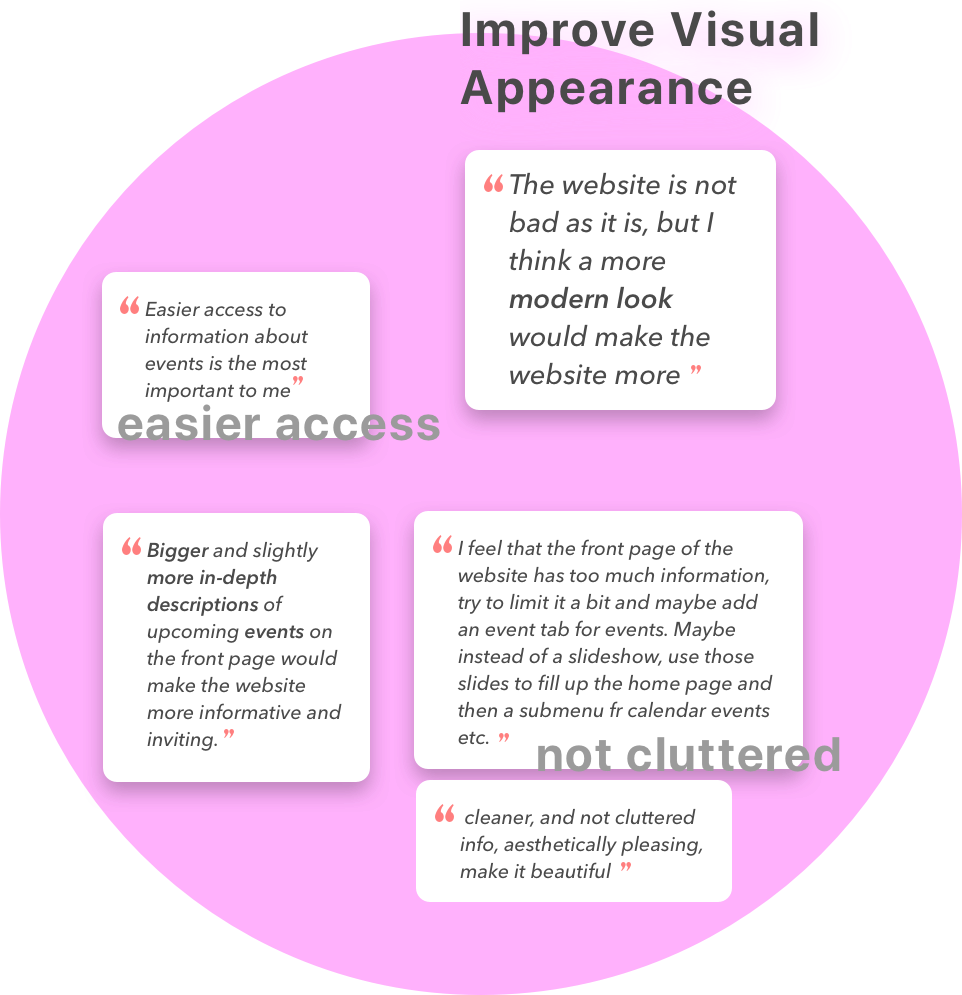 Improve Visual
Appearance
❝ The website is not
bad as it is, but I
think a more
modern look
would make the
website more ❞
❝ Easier access to
information about
events is the most
important to me❞
easier access
❝ Bigger and slightly
more in-depth
descriptions of
upcoming events on
the front page would
make the website
more informative and
inviting. ❞
❝ I feel that the front page of the
website has too much information,
try to limit it a bit and maybe add
an event tab for events. Maybe
instead of a slideshow, use those
slides to fill up the home page and
then a submenu fr calendar events
etc. ❞
not cluttered
❝ cleaner, and not cluttered
info, aesthetically pleasing,
make it beautiful ❞